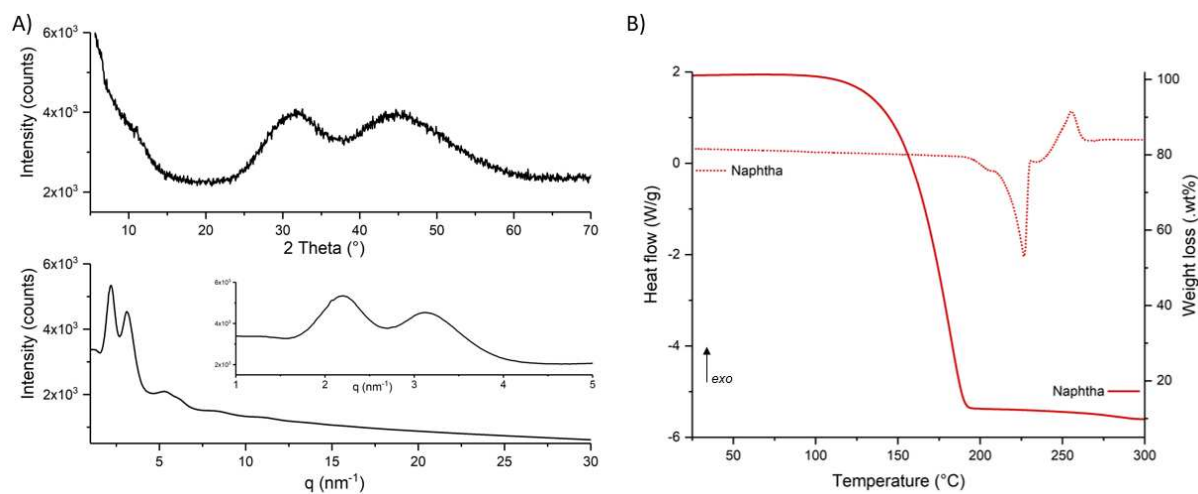 A)
Intensity (counts)
6x10³
4x10³
2x10³
10 20 30 40 50 60 70
2 Theta (°)
Intensity (counts)
6x10³
4x10³
2x10³
6x10³
4x10³
2x10³
1 2 3 4 5
q (nm⁻¹)
5 10 15 20 25 30
q (nm⁻¹)
B)
Heat flow (W/g)
2
0
-2
-4
-6
Naphtha
exo
Naphtha
100
80
60
40
20
Weight loss (.wt%)
50 100 150 200 250 300
Temperature (°C)